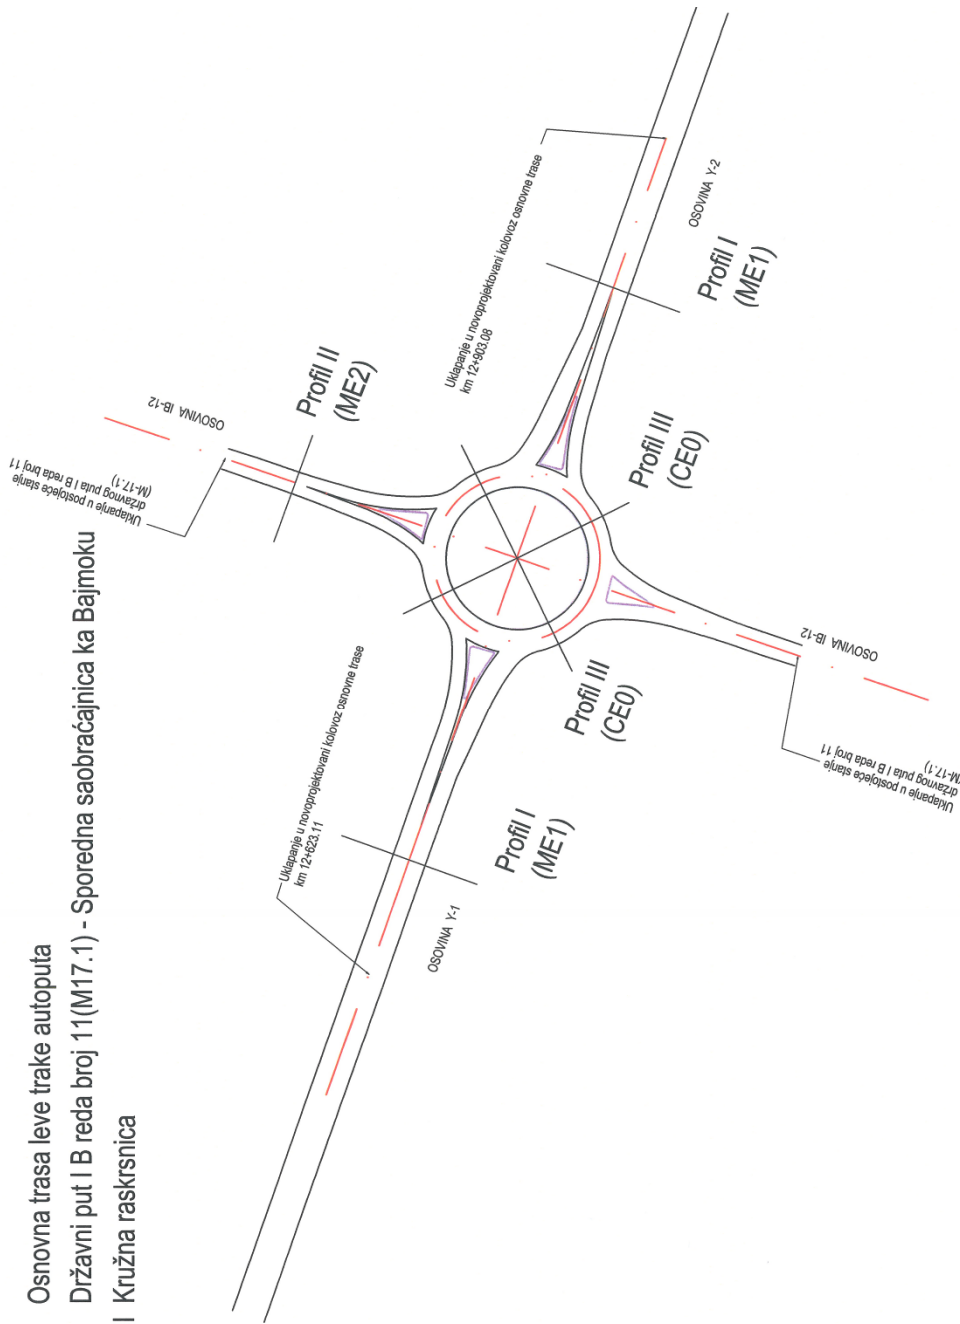 Osnovna trasa leve trake autoputa
Državni put I B reda broj 11(M17.1) - Sporedna saobraćajnica ka Bajmoku
I Kružna raskrsnica
Uklapanje u postojeće stanje
državnog puta I B reda broj 11
(M-17.1)
OSOVINA IB-12
Profil II
(ME2)
Uklapanje u novoprojektovani kolovoz osnovne trase
km 12+903.08
OSOVINA Y-2
Profil I
(ME1)
Profil III
(CE0)
Profil III
(CE0)
Uklapanje u novoprojektovani kolovoz osnovne trase
km 12+623.11
OSOVINA Y-1
Profil I
(ME1)
OSOVINA IB-12
Uklapanje u postojeće stanje
državnog puta I B reda broj 11
(M-17.1)